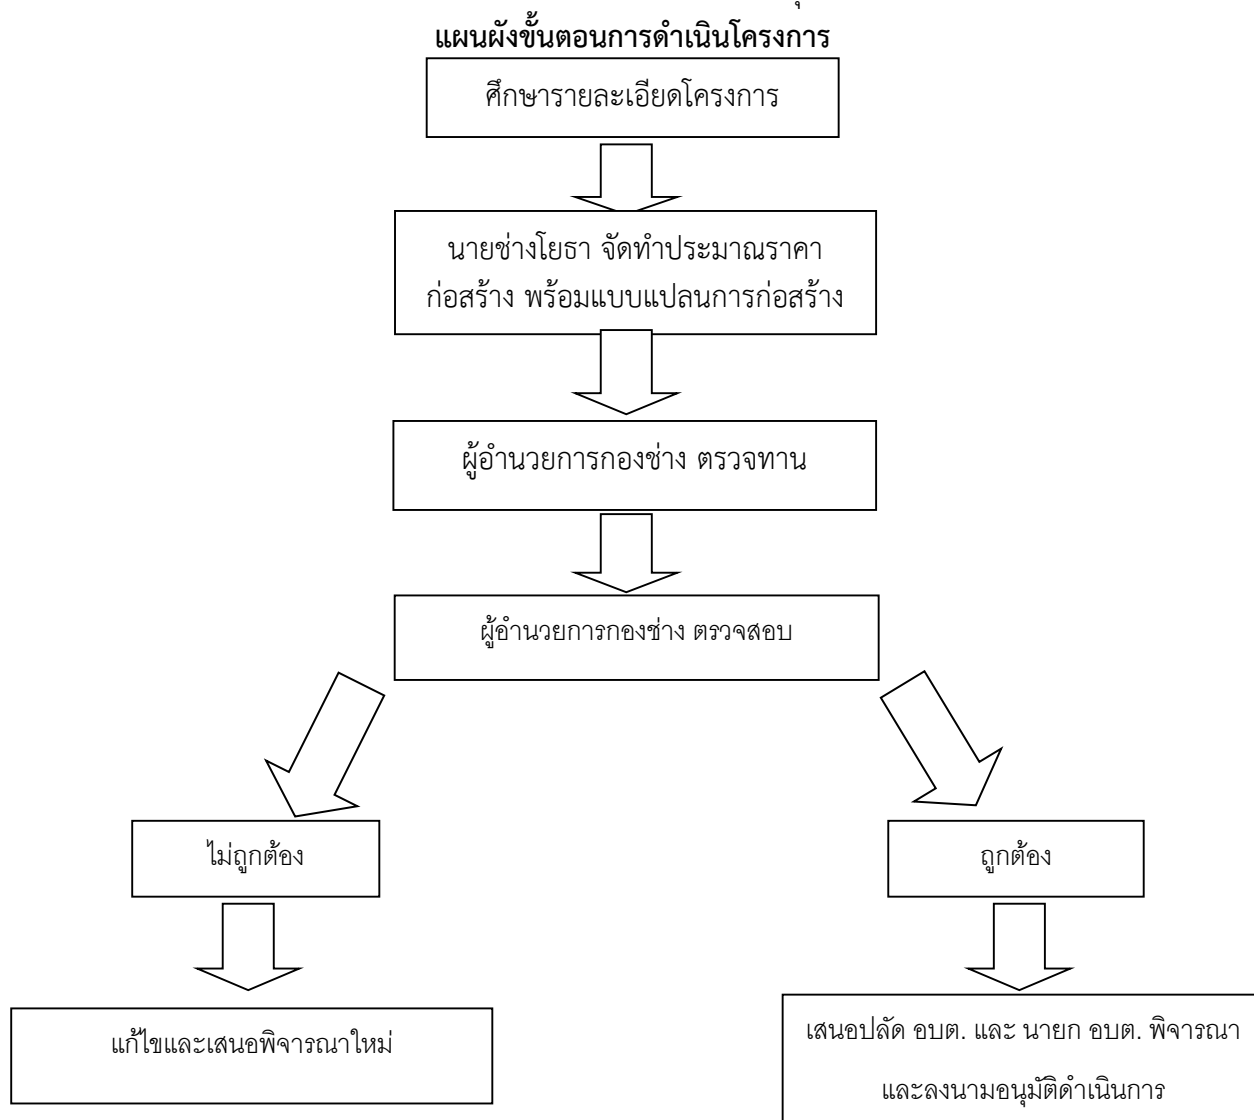 แผนผังขั้นตอนการดำเนินโครงการ
ศึกษารายละเอียดโครงการ
นายช่างโยธา จัดทำประมาณราคา
ก่อสร้าง พร้อมแบบแปลนการก่อสร้าง
ผู้อำนวยการกองช่าง ตรวจทาน
ผู้อำนวยการกองช่าง ตรวจสอบ
ไม่ถูกต้อง
ถูกต้อง
แก้ไขและเสนอพิจารณาใหม่
เสนอปลัด อบต. และ นายก อบต. พิจารณา
และลงนามอนุมัติดำเนินการ